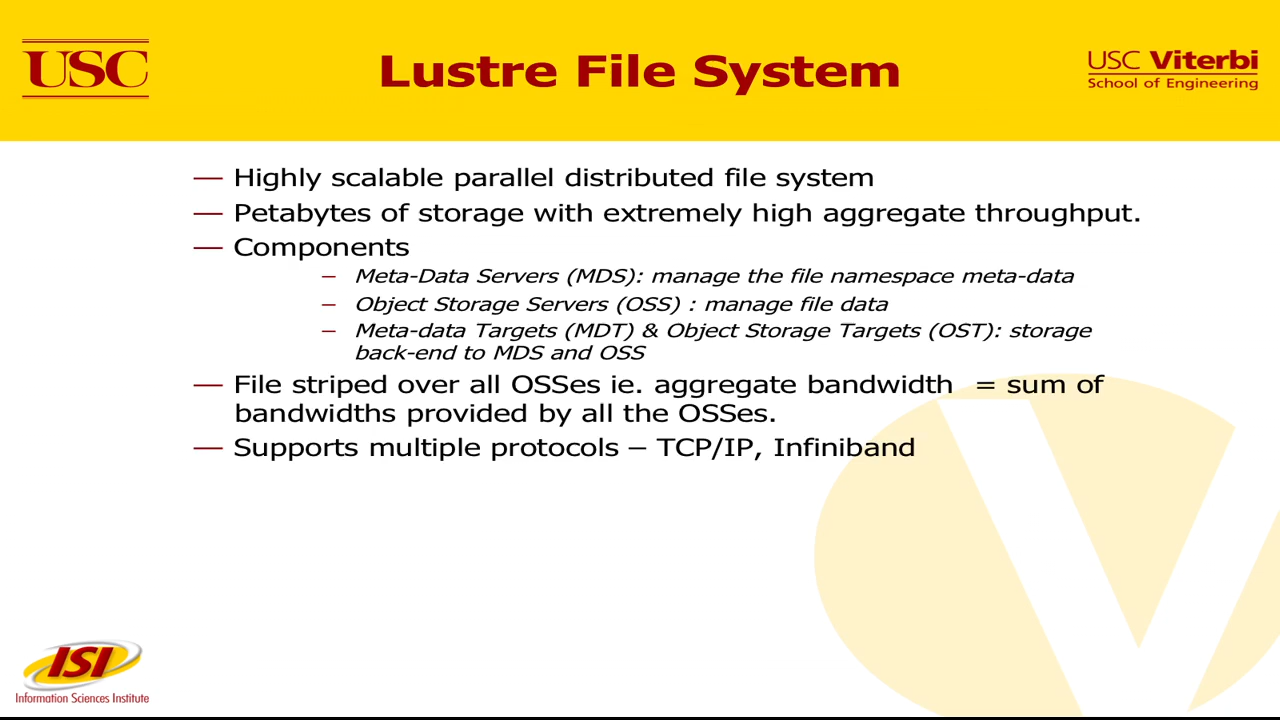 USC
Lustre File System
USC Viterbi
School of Engineering
— Highly scalable parallel distributed file system
— Petabytes of storage with extremely high aggregate throughput.
— Components
– Meta-Data Servers (MDS): manage the file namespace meta-data
– Object Storage Servers (OSS) : manage file data
– Meta-data Targets (MDT) & Object Storage Targets (OST): storage
back-end to MDS and OSS
— File striped over all OSSes ie. aggregate bandwidth  = sum of
bandwidths provided by all the OSSes.
— Supports multiple protocols – TCP/IP, Infiniband
ISI
Information Sciences Institute